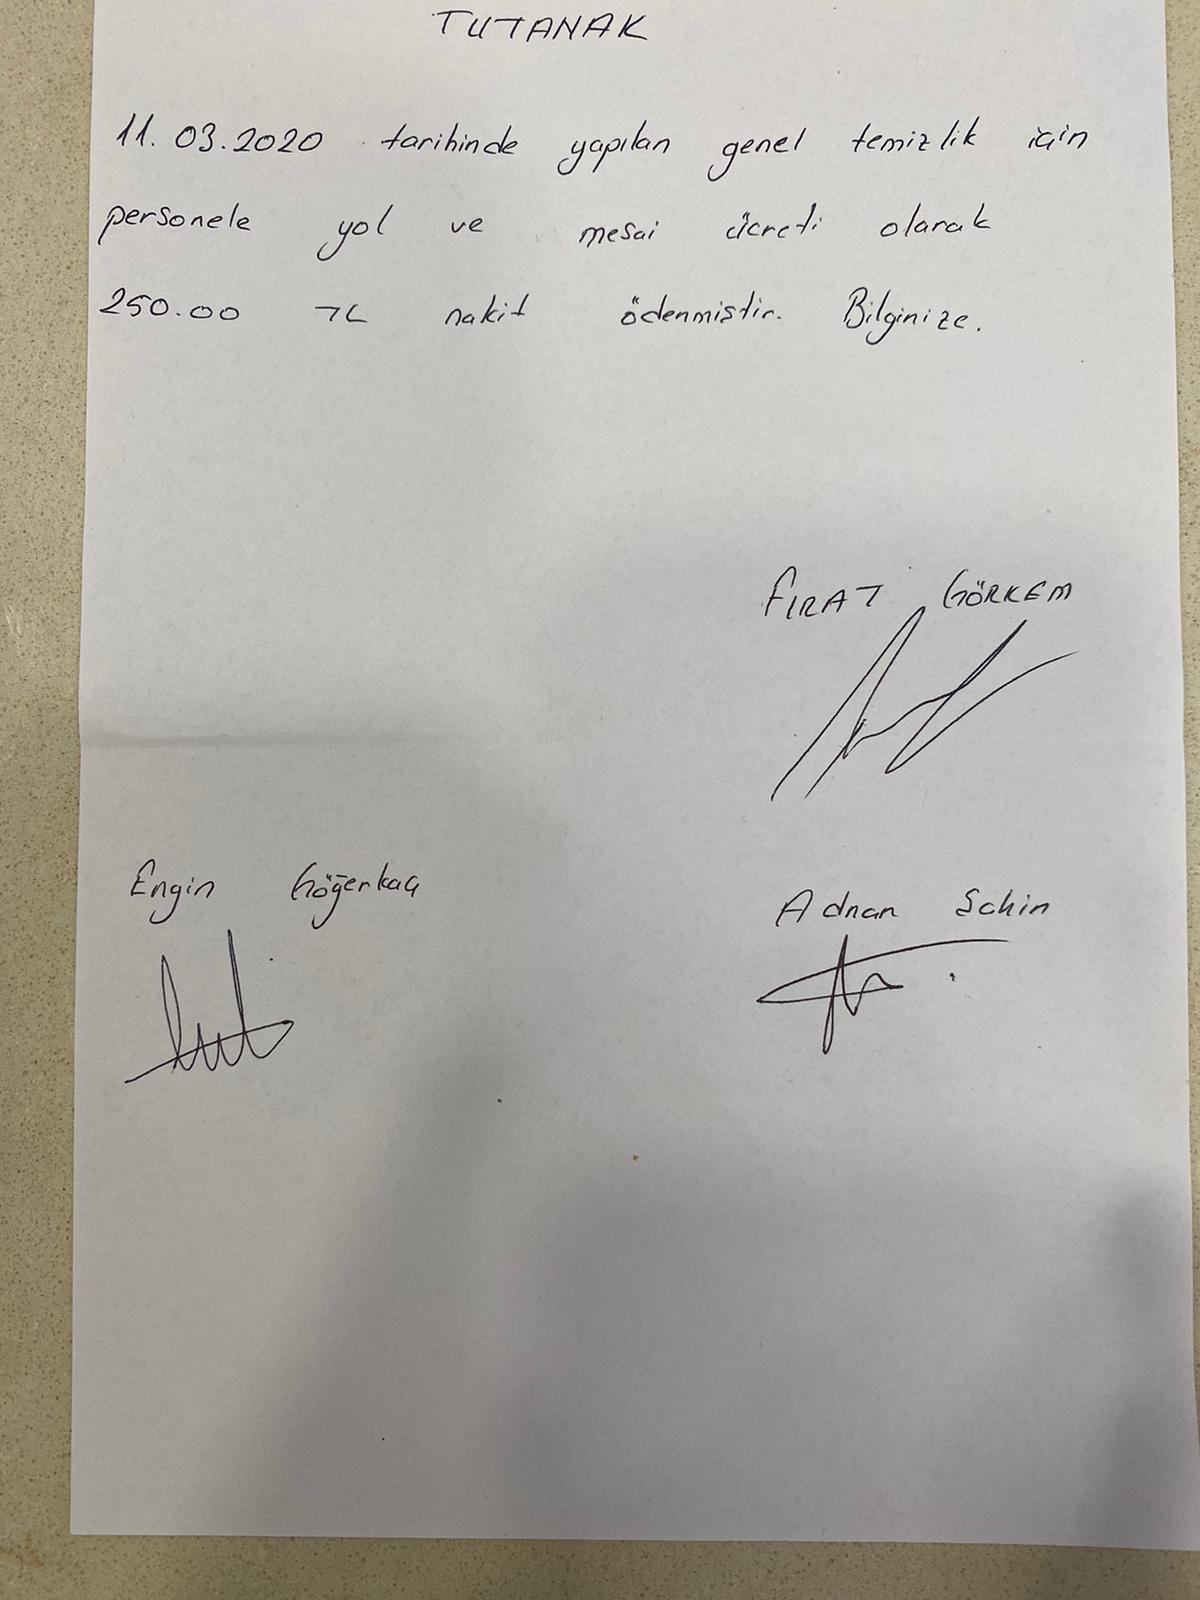 TUTANAK
11.03.2020 tarihinde yapılan genel temizlik için
personele yol ve mesai ücreti olarak
250.00 TL nakit ödenmiştir. Bilginize.
FIRAT GÖRKEM
Engin Göğerkaç
Adnan Şahin